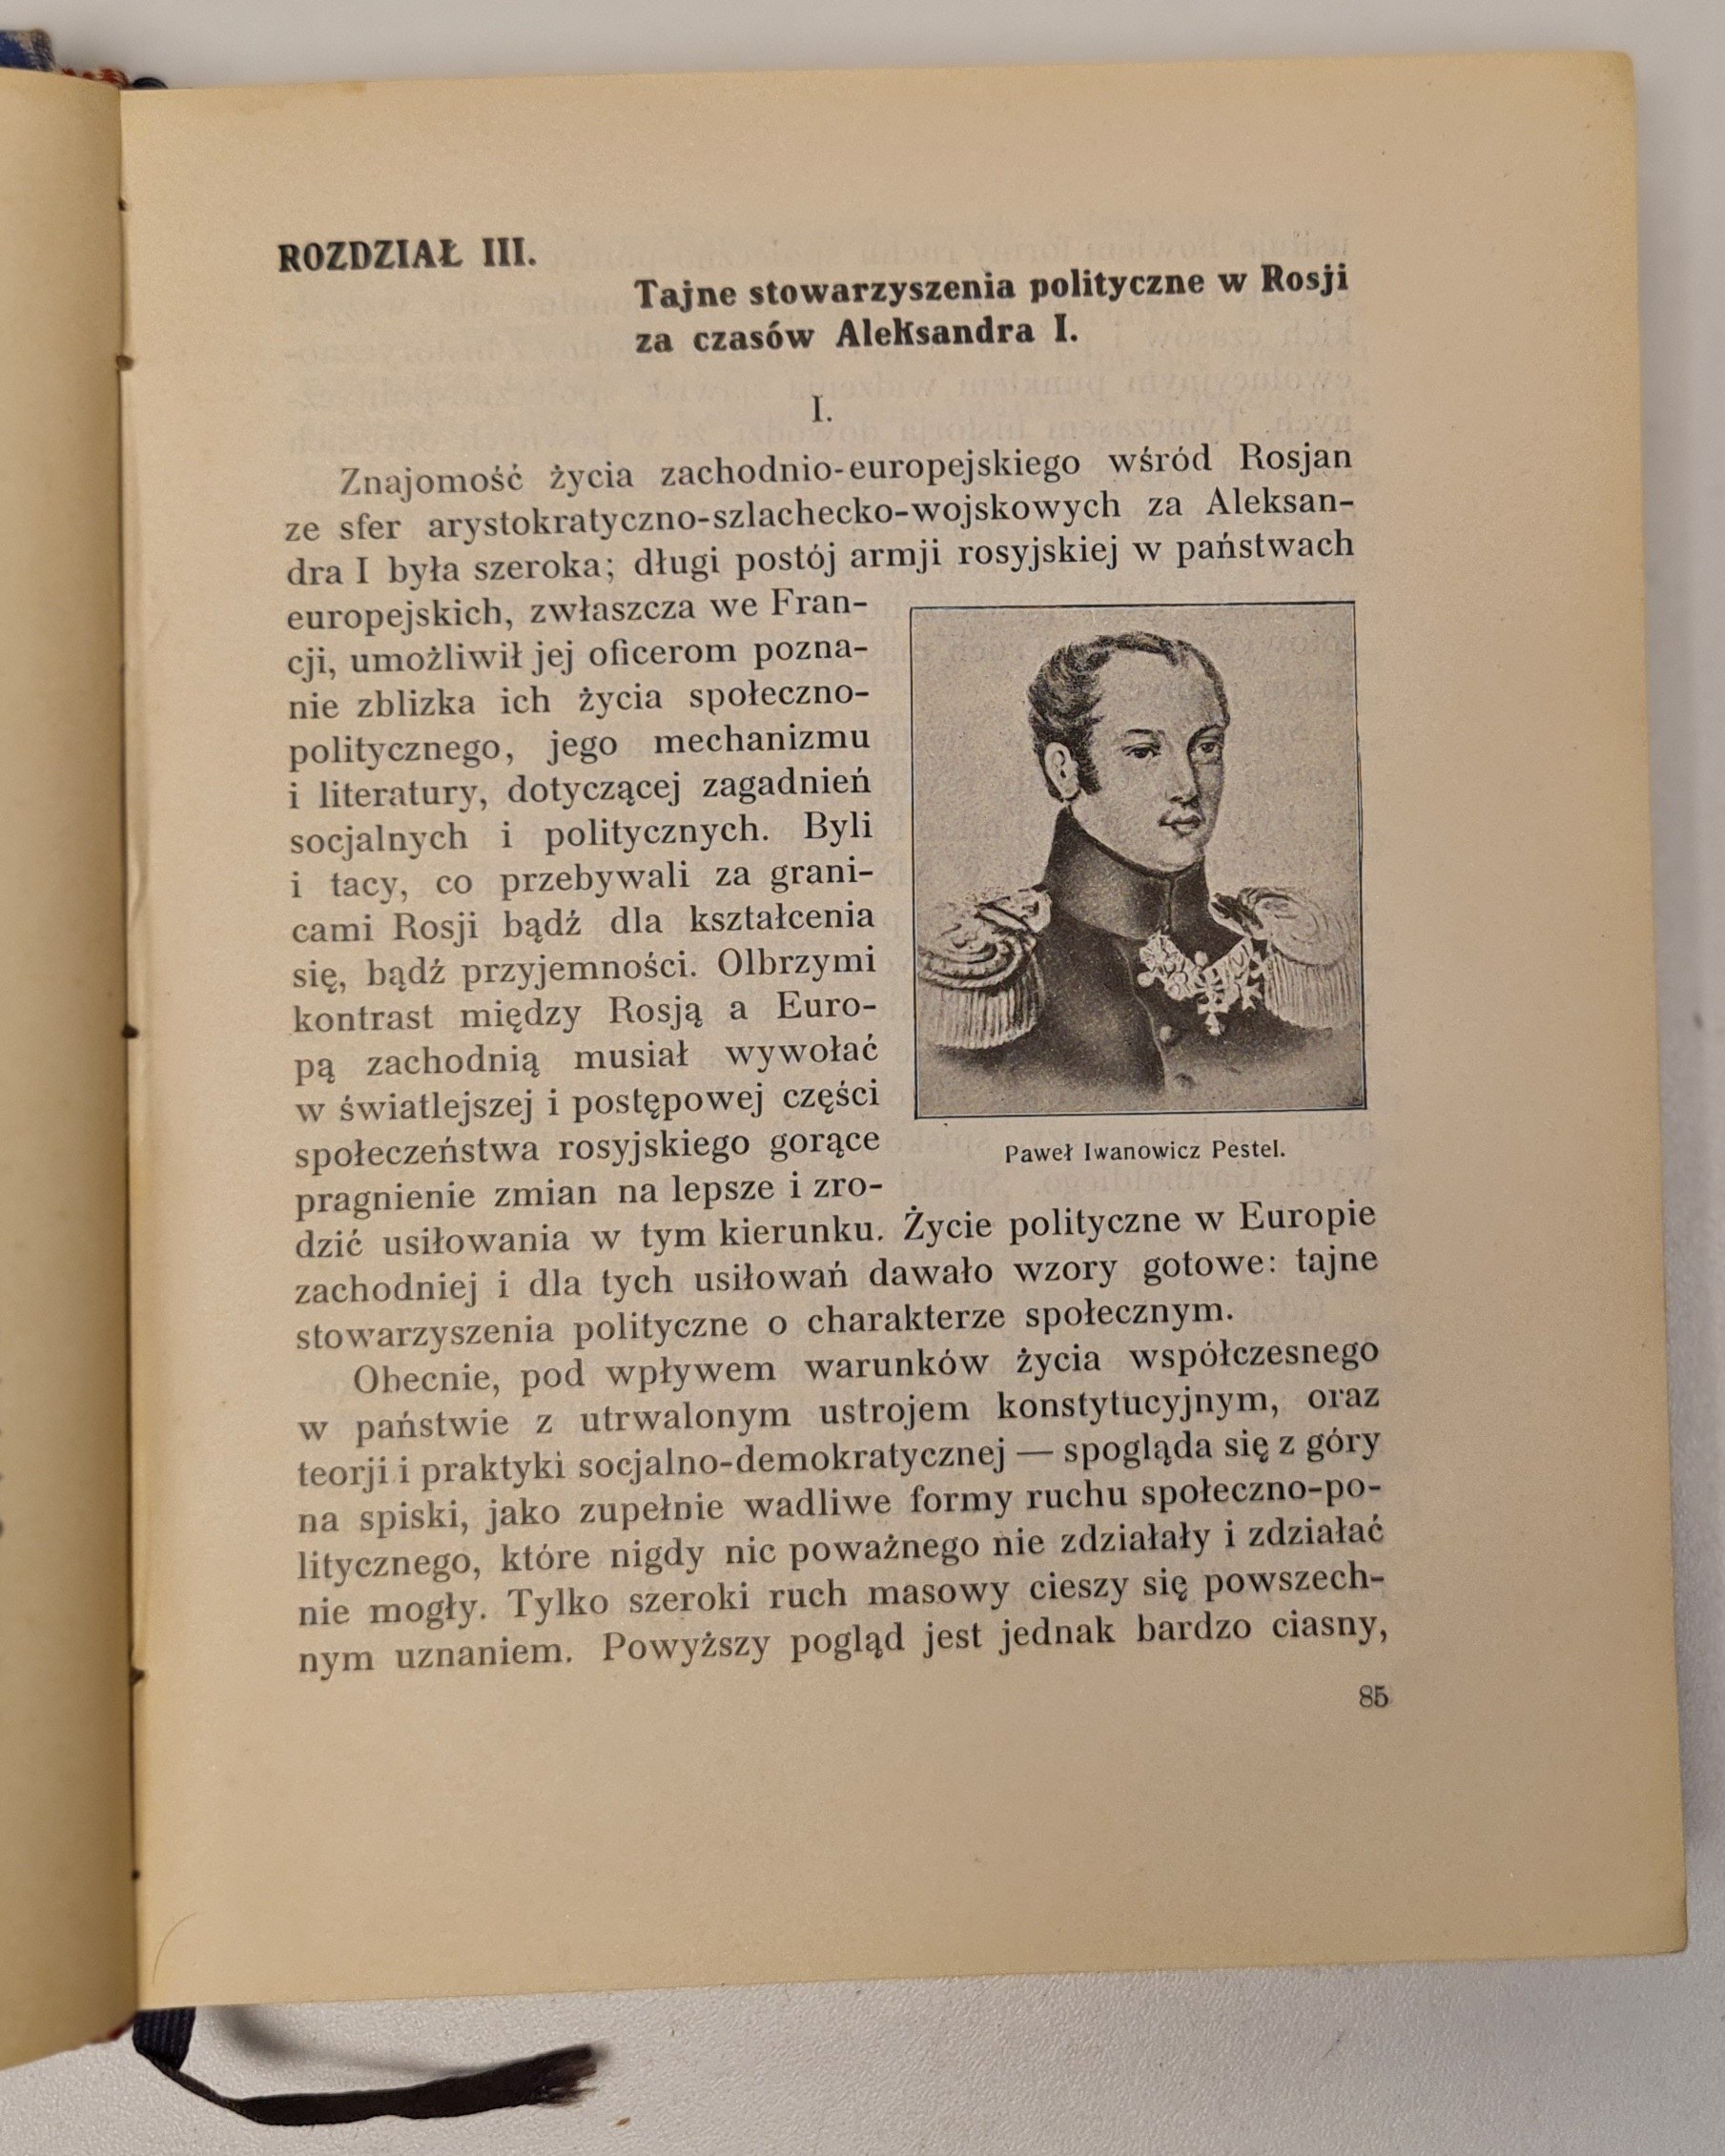 ROZDZIAŁ III.
Tajne stowarzyszenia polityczne w Rosji
za czasów Aleksandra I.
I.
Znajomość życia zachodnio-europejskiego wśród Rosjan
ze sfer arystokratyczno-szlachecko-wojskowych za Aleksan-
dra I była szeroka; długi postój armji rosyjskiej w państwach
europejskich, zwłaszcza we Fran-
cji, umożliwił jej oficerom pozna-
nie zblizka ich życia społeczno-
politycznego, jego mechanizmu
i literatury, dotyczącej zagadnień
socjalnych i politycznych. Byli
i tacy, co przebywali za grani-
cami Rosji bądź dla kształcenia
się, bądź przyjemności. Olbrzymi
kontrast między Rosją a Euro-
pą zachodnią musiał wywołać
w światlejszej i postępowej części
społeczeństwa rosyjskiego gorące
pragnienie zmian na lepsze i zro-
Paweł Iwanowicz Pestel.
dzić usiłowania w tym kierunku. Życie polityczne w Europie
zachodniej i dla tych usiłowań dawało wzory gotowe: tajne
stowarzyszenia polityczne o charakterze społecznym.
Obecnie, pod wpływem warunków życia współczesnego
w państwie z utrwalonym ustrojem konstytucyjnym, oraz
teorji i praktyki socjalno-demokratycznej — spogląda się z góry
na spiski, jako zupełnie wadliwe formy ruchu społeczno-po-
litycznego, które nigdy nic poważnego nie zdziałały i zdziałać
nie mogły. Tylko szeroki ruch masowy cieszy się powszech-
nym uznaniem. Powyższy pogląd jest jednak bardzo ciasny,
85